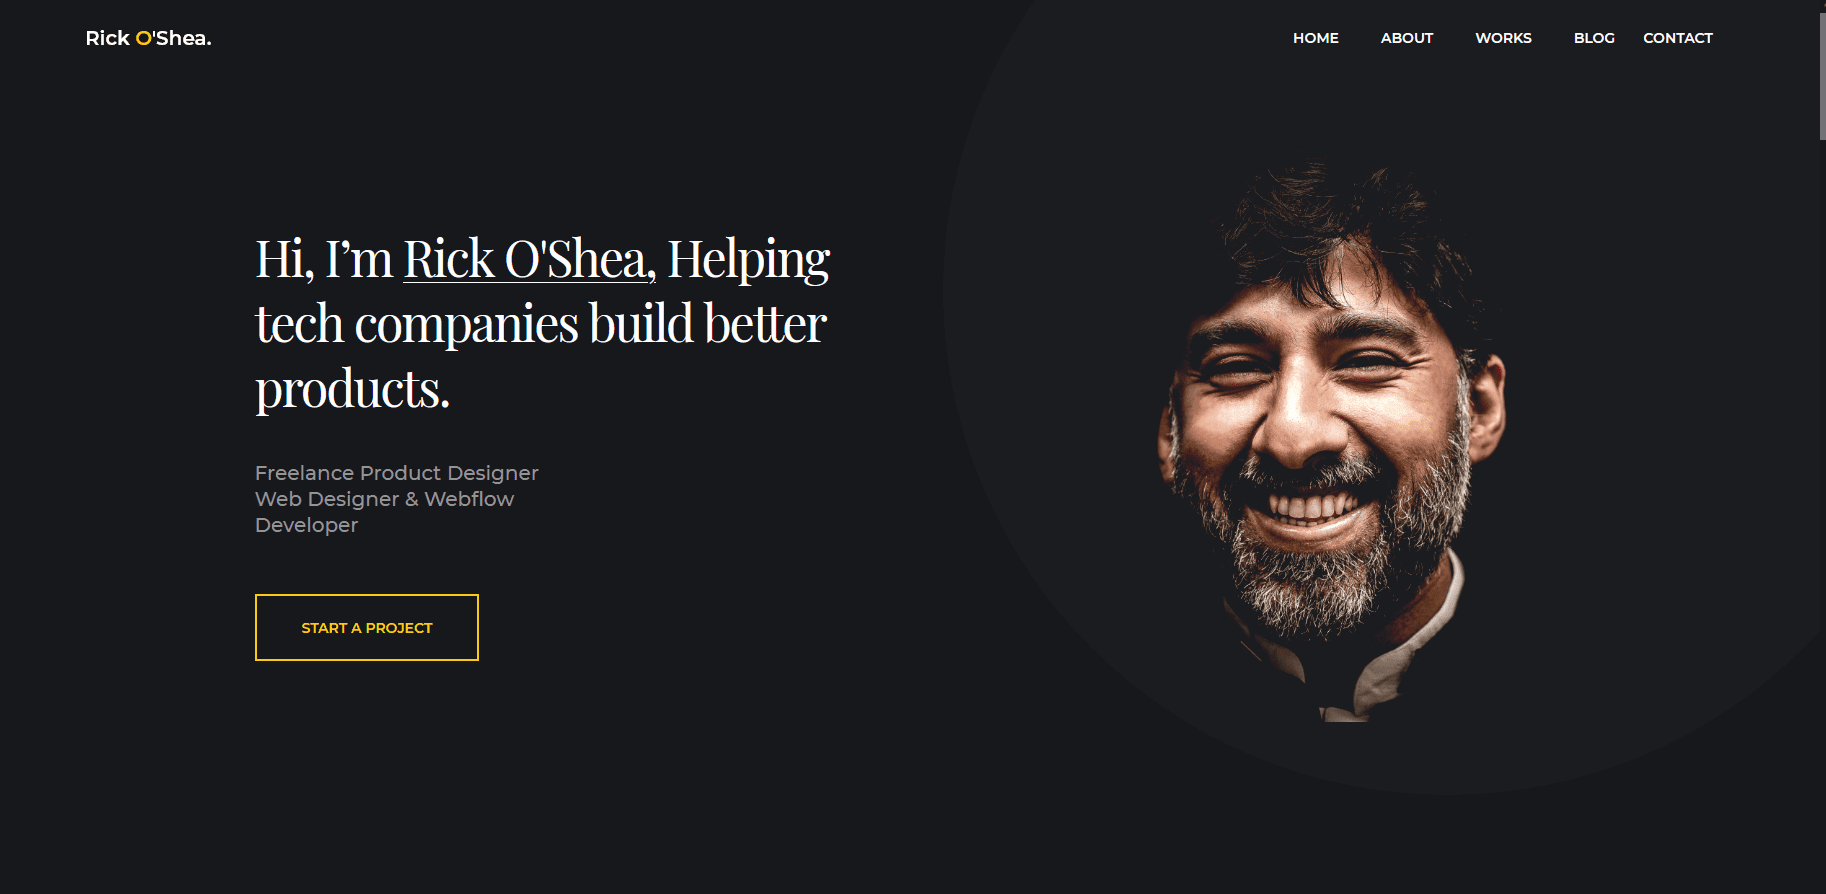 Rick O'Shea.
HOME ABOUT WORKS BLOG CONTACT
Hi, I’m Rick O'Shea, Helping
tech companies build better
products.
Freelance Product Designer
Web Designer & Webflow
Developer
START A PROJECT